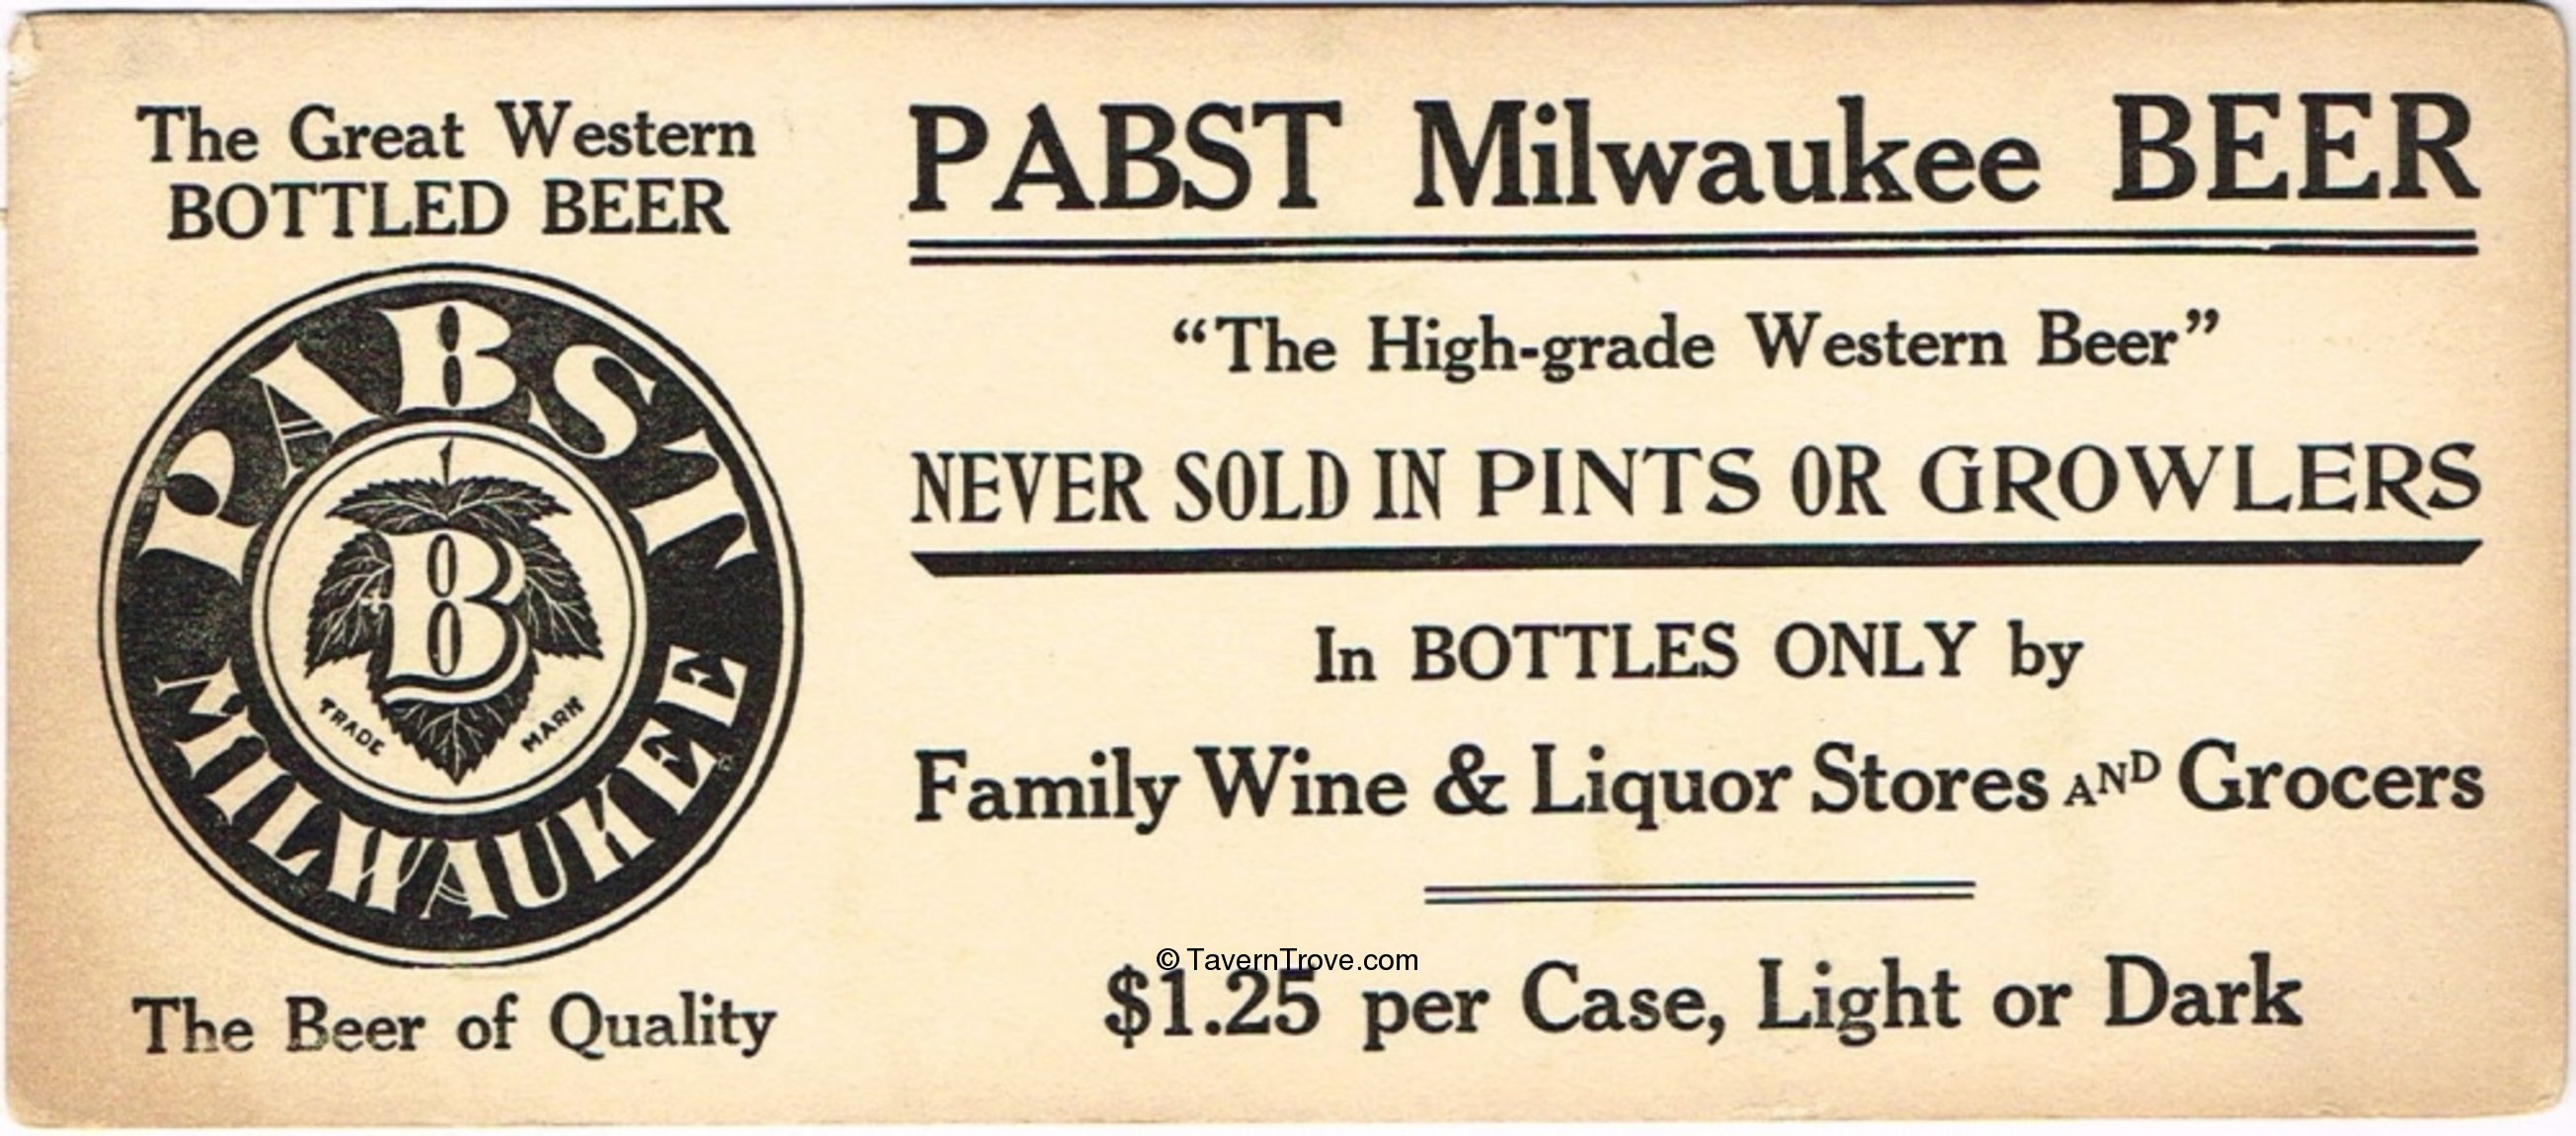 The Great Western
BOTTLED BEER
PABST
B
TRADE MARK
MILWAUKEE
The Beer of Quality
PABST Milwaukee BEER
“The High-grade Western Beer”
NEVER SOLD IN PINTS OR GROWLERS
In BOTTLES ONLY by
Family Wine & Liquor Stores AND Grocers
© TavernTrove.com
$1.25 per Case, Light or Dark